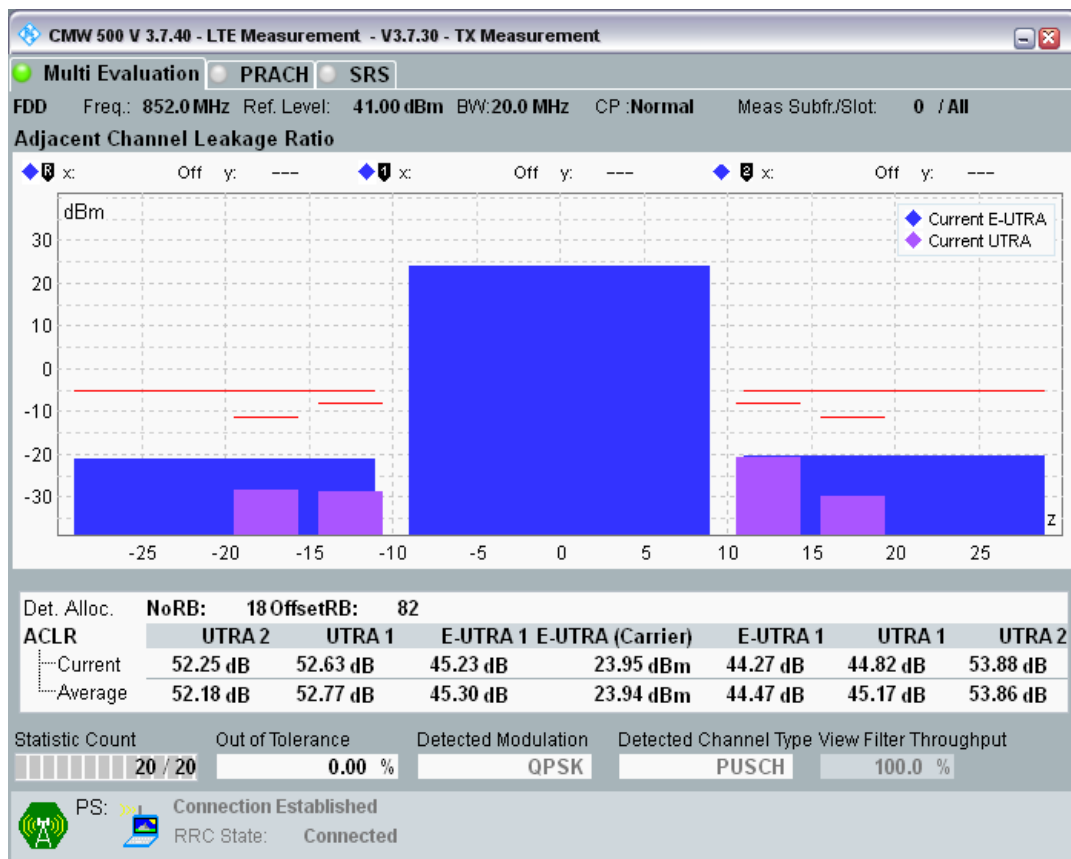 CMW 500 V 3.7.40 - LTE Measurement - V3.7.30 - TX Measurement
Multi Evaluation PRACH SRS
FDD Freq.: 852.0 MHz Ref. Level: 41.00 dBm BW:20.0 MHz CP :Normal Meas Subfr./Slot: 0 / All
Adjacent Channel Leakage Ratio
R x: Off y: --- 1 x: Off y: --- 2 x: Off y: ---
dBm
Current E-UTRA
Current UTRA
30
20
10
0
-10
-20
-30
z
-25 -20 -15 -10 -5 0 5 10 15 20 25
Det. Alloc. NoRB: 18 OffsetRB: 82
ACLR UTRA 2 UTRA 1 E-UTRA 1 E-UTRA (Carrier) E-UTRA 1 UTRA 1 UTRA 2
Current 52.25 dB 52.63 dB 45.23 dB 23.95 dBm 44.27 dB 44.82 dB 53.88 dB
Average 52.18 dB 52.77 dB 45.30 dB 23.94 dBm 44.47 dB 45.17 dB 53.86 dB
Statistic Count Out of Tolerance Detected Modulation Detected Channel Type View Filter Throughput
20 / 20 0.00 % QPSK PUSCH 100.0 %
PS: Connection Established
RRC State: Connected